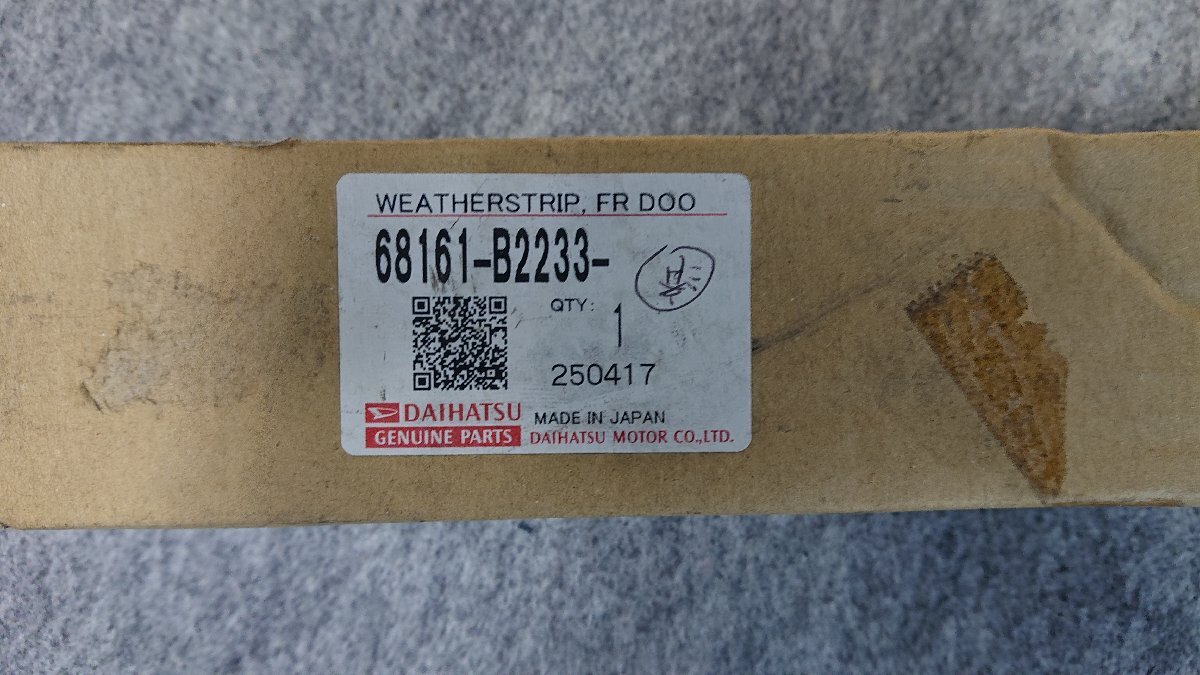 WEATHERSTRIP, FR DOO
68161-B2233-
QTY: 1
250417
DAIHATSU
GENUINE PARTS
MADE IN JAPAN
DAIHATSU MOTOR CO.,LTD.